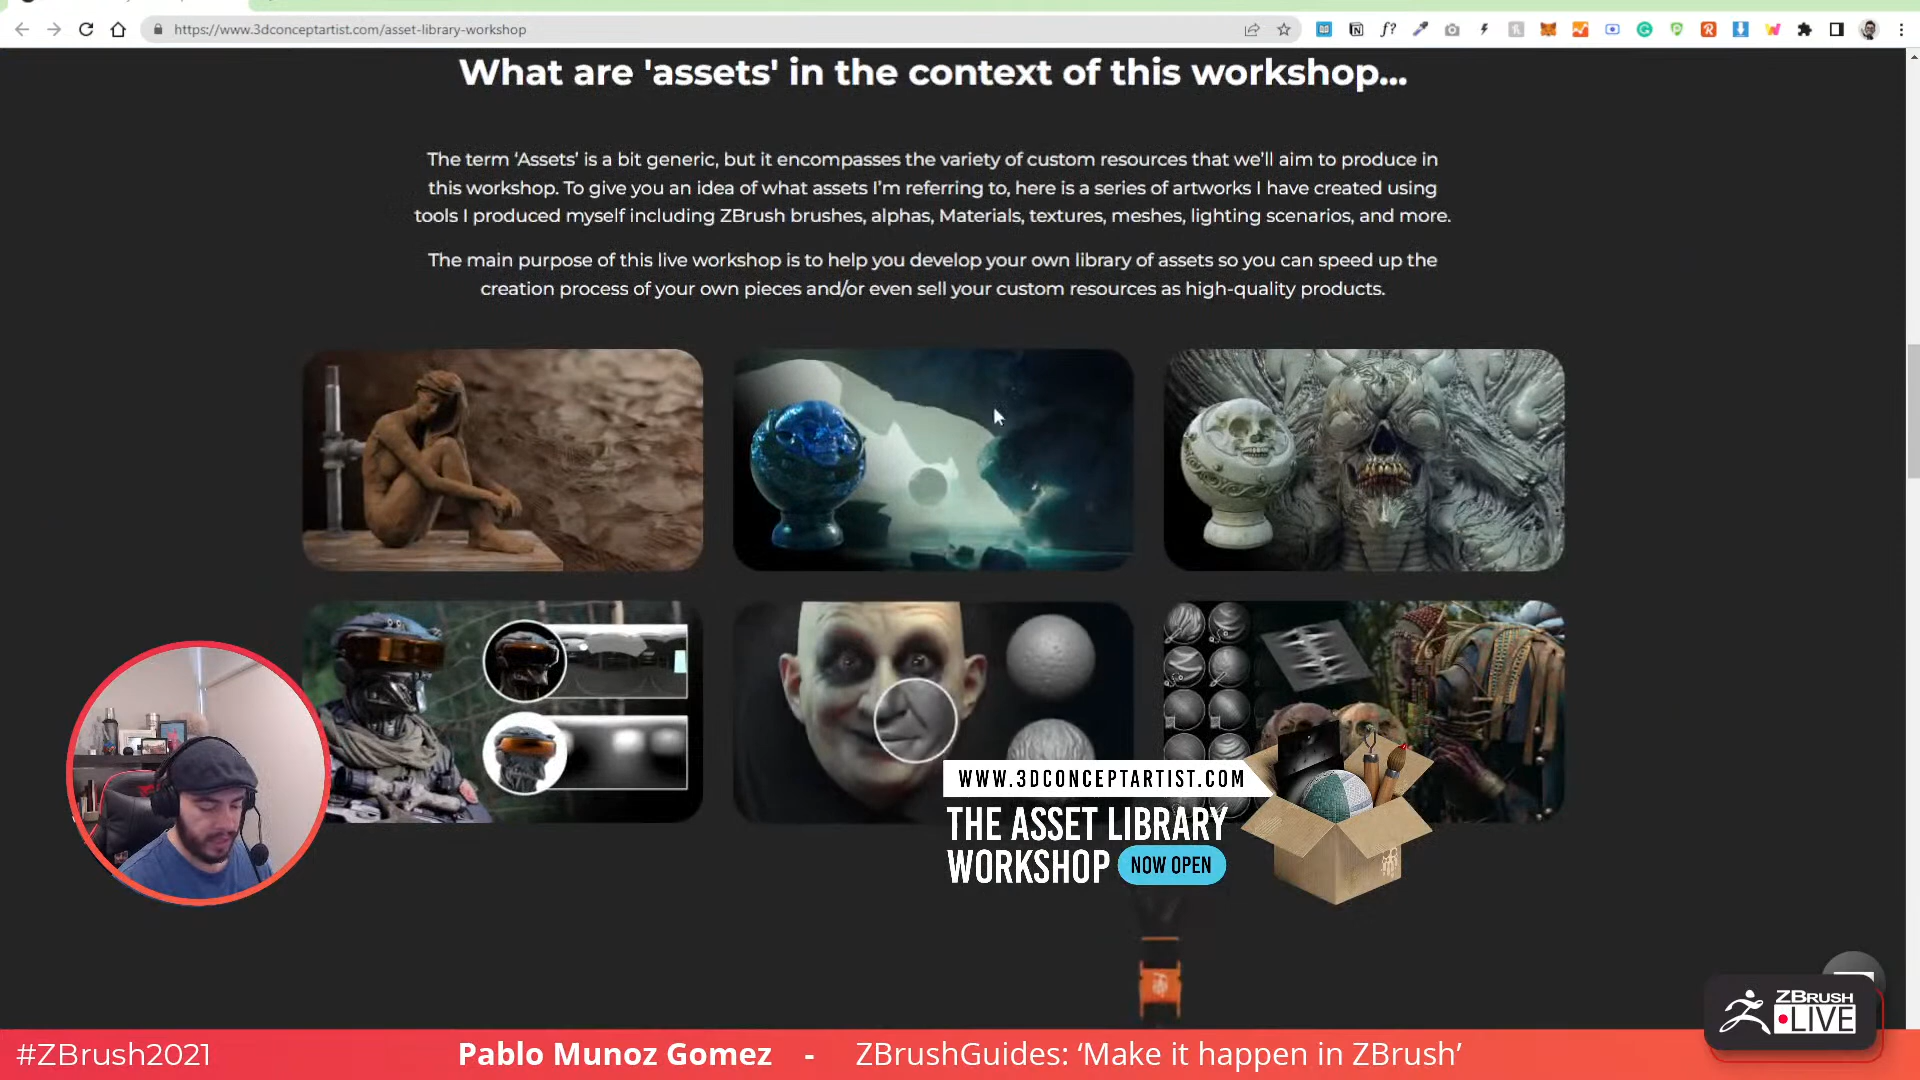 https://www.3dconceptartist.com/asset-library-workshop
What are 'assets' in the context of this workshop...
The term ‘Assets’ is a bit generic, but it encompasses the variety of custom resources that we’ll aim to produce in
this workshop. To give you an idea of what assets I’m referring to, here is a series of artworks I have created using
tools I produced myself including ZBrush brushes, alphas, Materials, textures, meshes, lighting scenarios, and more.
The main purpose of this live workshop is to help you develop your own library of assets so you can speed up the
creation process of your own pieces and/or even sell your custom resources as high-quality products.
WWW.3DCONCEPTARTIST.COM
THE ASSET LIBRARY
WORKSHOP NOW OPEN
ZBRUSH
LIVE
#ZBrush2021
Pablo Munoz Gomez - ZBrushGuides: ‘Make it happen in ZBrush’